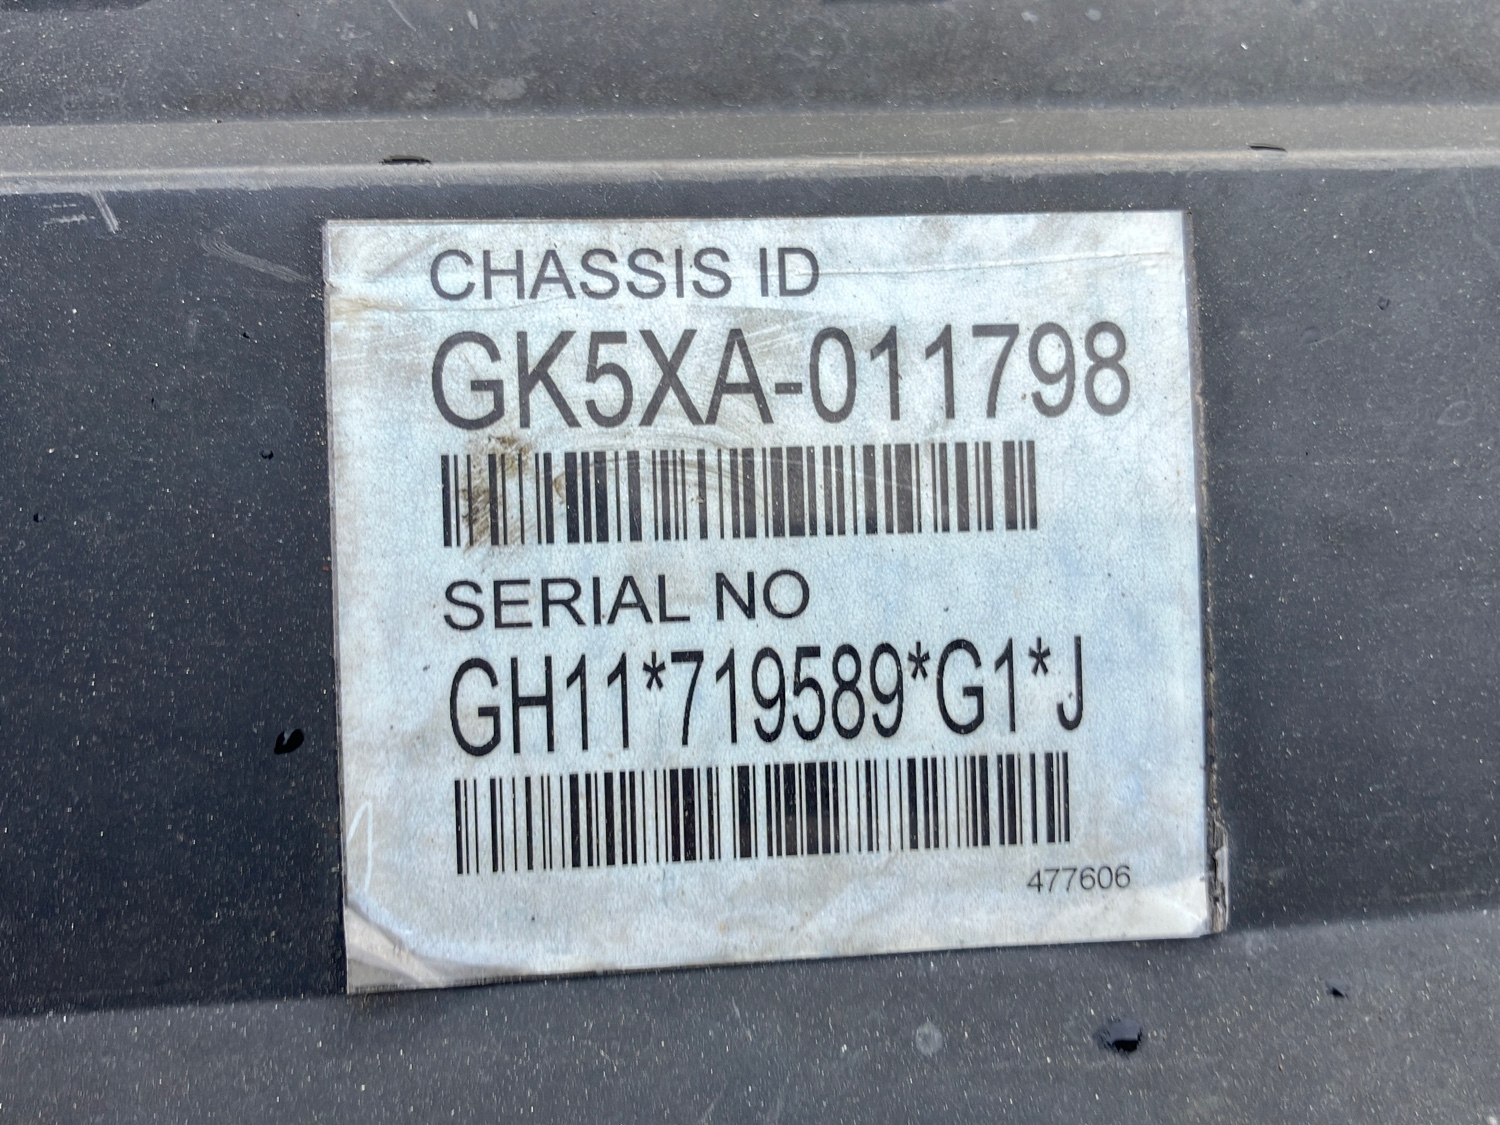 CHASSIS ID
GK5XA-011798
SERIAL NO
GH11*719589*G1*J
477606